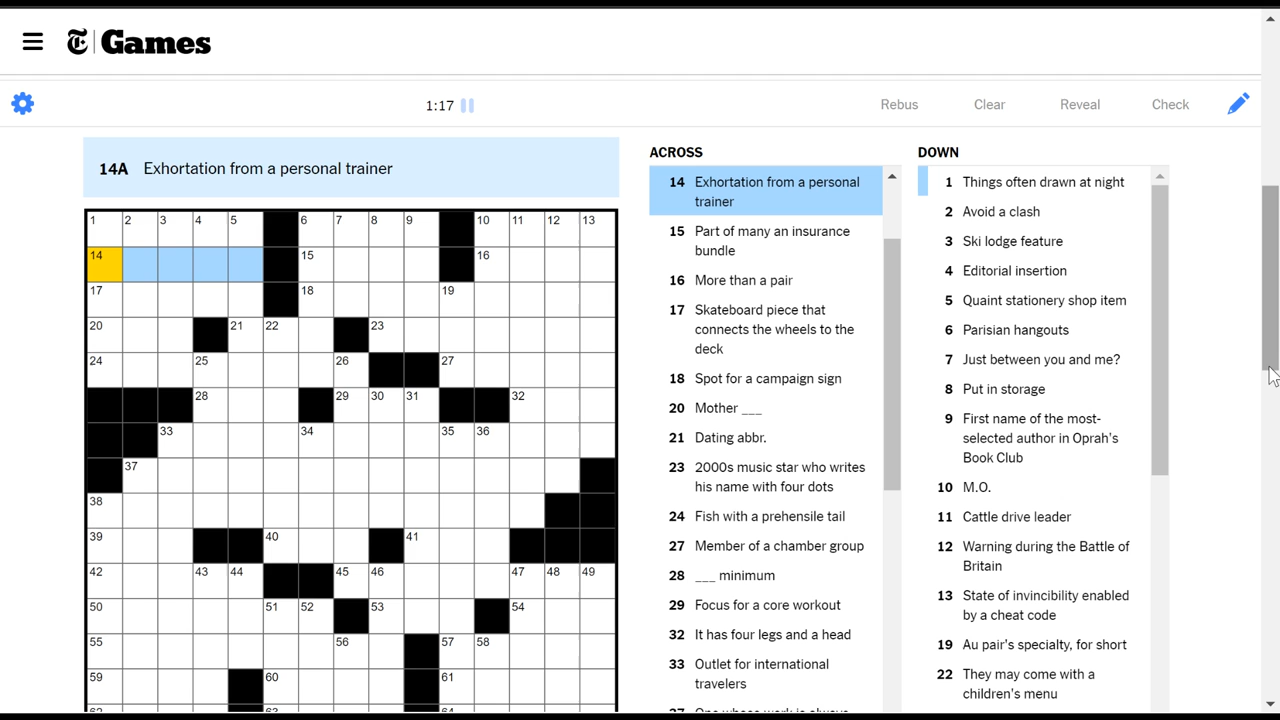 T Games
1:17
Rebus
Clear
Reveal
Check
14A Exhortation from a personal trainer
1 2 3 4 5 6 7 8 9 10 11 12 13
14 15 16
17 18 19
20 21 22 23
24 25 26 27
28 29 30 31 32
33 34 35 36
37
38
39 40 41
42 43 44 45 46 47 48 49
50 51 52 53 54
55 56 57 58
59 60 61
ACROSS
14 Exhortation from a personal
trainer
15 Part of many an insurance
bundle
16 More than a pair
17 Skateboard piece that
connects the wheels to the
deck
18 Spot for a campaign sign
20 Mother ___
21 Dating abbr.
23 2000s music star who writes
his name with four dots
24 Fish with a prehensile tail
27 Member of a chamber group
28 ___ minimum
29 Focus for a core workout
32 It has four legs and a head
33 Outlet for international
travelers
DOWN
1 Things often drawn at night
2 Avoid a clash
3 Ski lodge feature
4 Editorial insertion
5 Quaint stationery shop item
6 Parisian hangouts
7 Just between you and me?
8 Put in storage
9 First name of the most-
selected author in Oprah's
Book Club
10 M.O.
11 Cattle drive leader
12 Warning during the Battle of
Britain
13 State of invincibility enabled
by a cheat code
19 Au pair's specialty, for short
22 They may come with a
children's menu